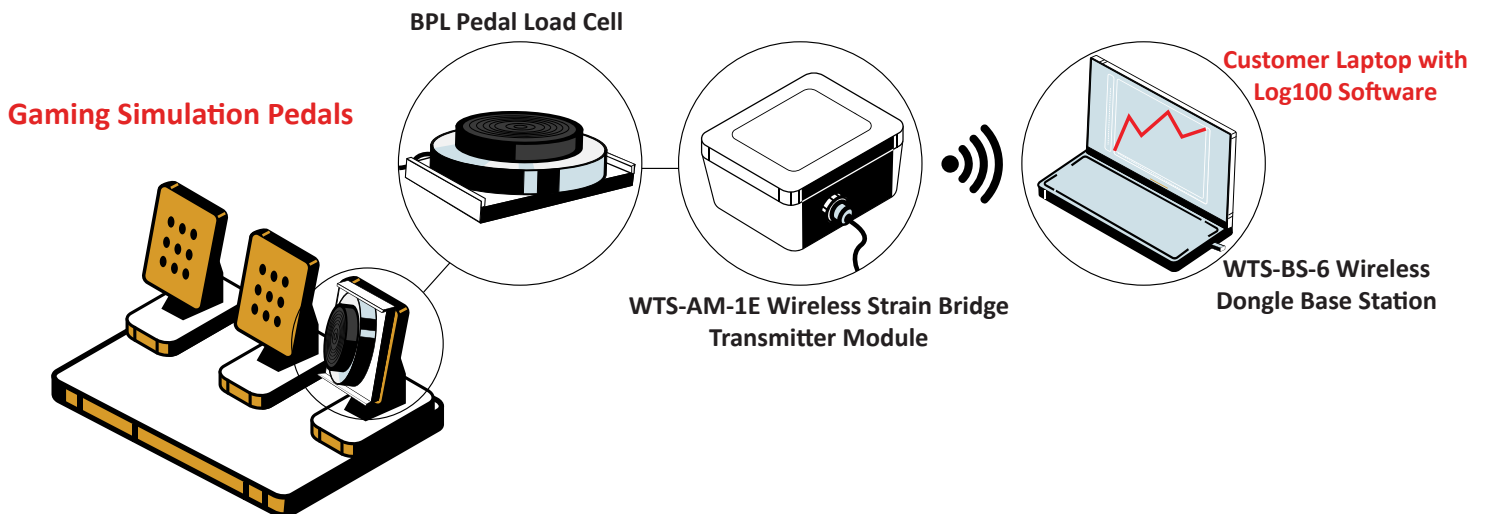 BPL Pedal Load Cell
Gaming Simulation Pedals
WTS-AM-1E Wireless Strain Bridge
Transmitter Module
Customer Laptop with
Log100 Software
WTS-BS-6 Wireless
Dongle Base Station